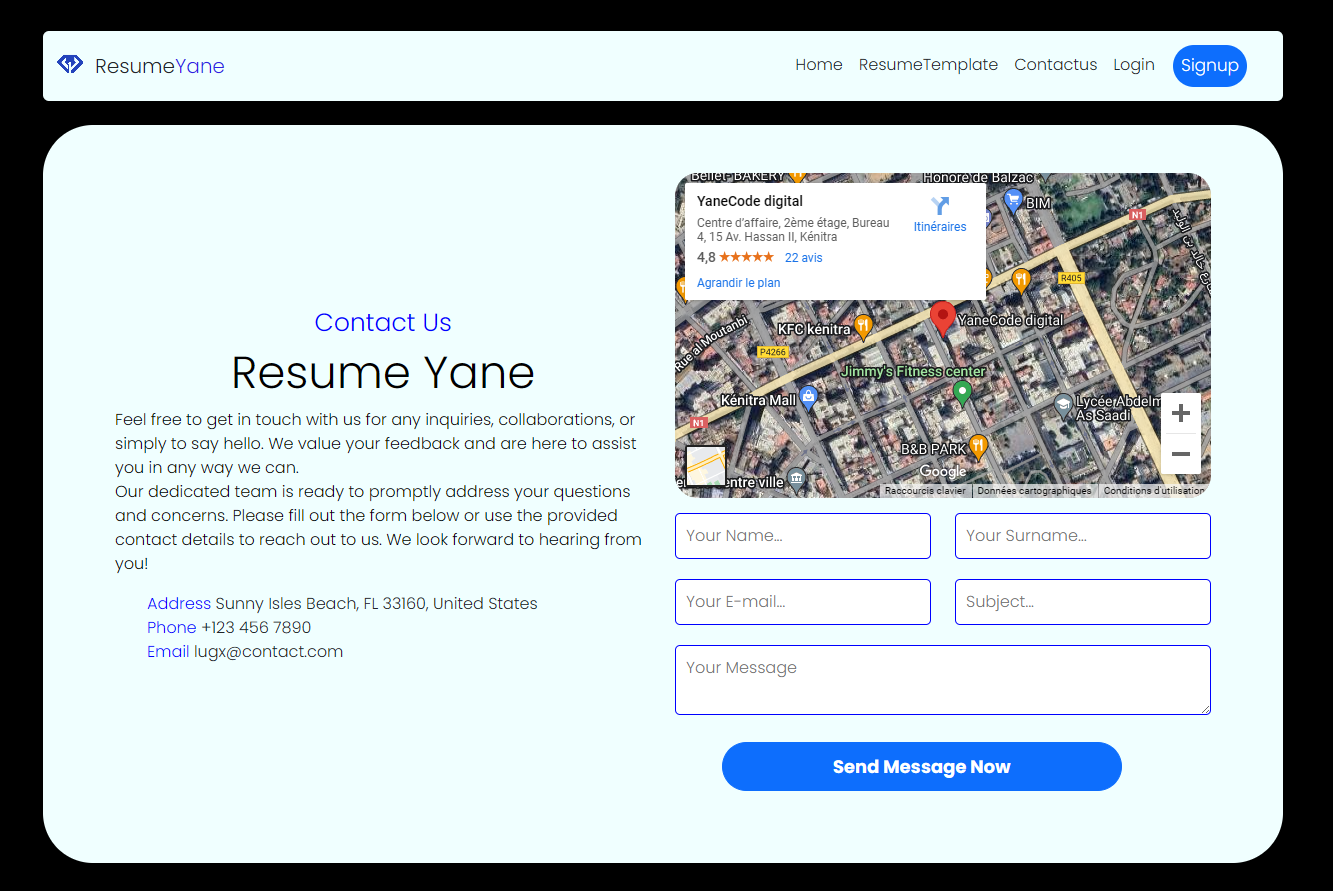 ResumeYane
Home ResumeTemplate Contactus Login Signup
Contact Us
Resume Yane
Feel free to get in touch with us for any inquiries, collaborations, or
simply to say hello. We value your feedback and are here to assist
you in any way we can.
Our dedicated team is ready to promptly address your questions
and concerns. Please fill out the form below or use the provided
contact details to reach out to us. We look forward to hearing from
you!
Address Sunny Isles Beach, FL 33160, United States
Phone +123 456 7890
Email lugx@contact.com
BAKERY
Honoré de Balzac
YaneCode digital
Centre d'affaire, 2ème étage, Bureau
4, 15 Av. Hassan II, Kénitra
4,8 ★★★★★ 22 avis
Agrandir le plan
Itinéraires
BIM
N1
R405
KFC kénitra
YaneCode digital
Rue al Moutanbi
P4266
Jimmy's Fitness center
Kénitra Mall
Lycée Abdelm
As Saadi
N1
B&B PARK
Google
entre ville
Raccourcis clavier
Données cartographiques
Conditions d'utilisation
Your Name...
Your Surname...
Your E-mail...
Subject...
Your Message
Send Message Now